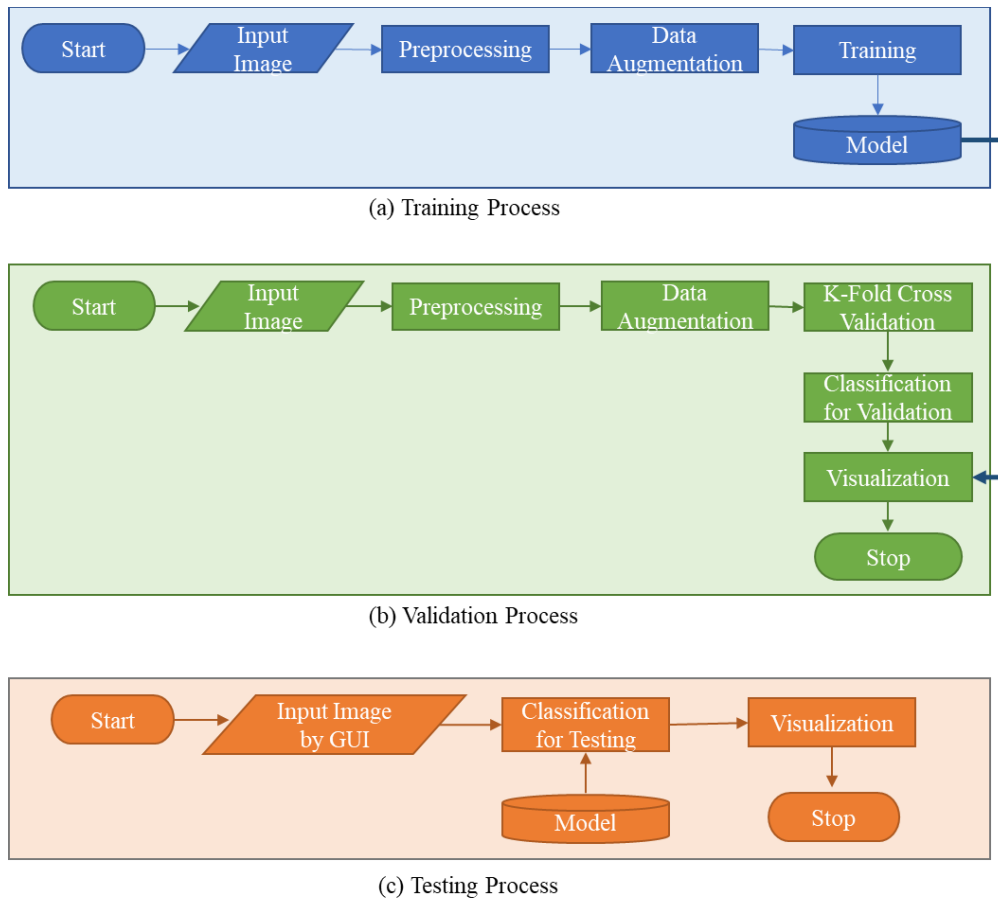 Start
Input
Image
Preprocessing
Data
Augmentation
Training
Model
(a) Training Process
Start
Input
Image
Preprocessing
Data
Augmentation
K-Fold Cross
Validation
Classification
for Validation
Visualization
Stop
(b) Validation Process
Start
Input Image
by GUI
Classification
for Testing
Visualization
Model
Stop
(c) Testing Process